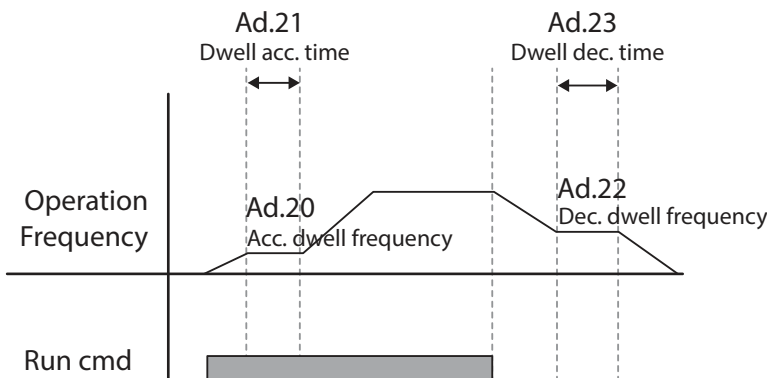 Ad.21
Dwell acc. time
Ad.23
Dwell dec. time
Operation
Frequency
Ad.20
Acc. dwell frequency
Ad.22
Dec. dwell frequency
Run cmd